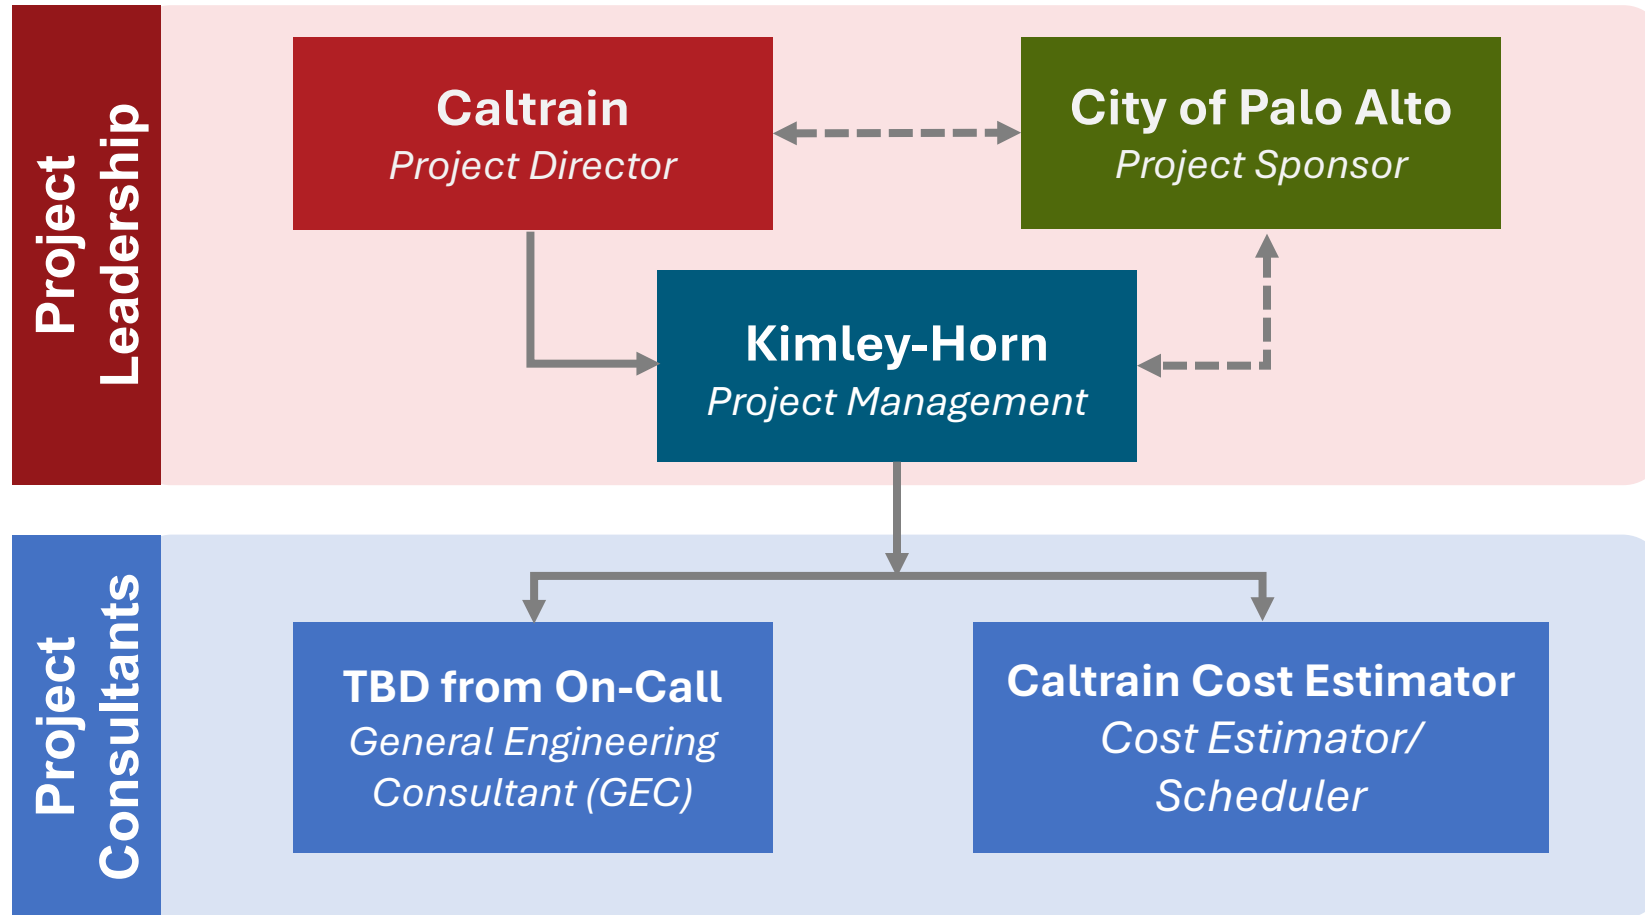 Project
Leadership
Caltrain
Project Director
City of Palo Alto
Project Sponsor
Kimley-Horn
Project Management
Project
Consultants
TBD from On-Call
General Engineering
Consultant (GEC)
Caltrain Cost Estimator
Cost Estimator/
Scheduler